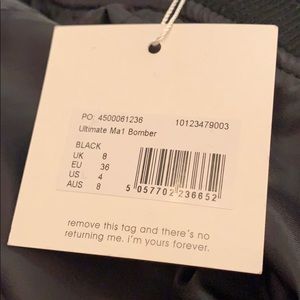 PO: 4500061236 10123479003
Ultimate Ma1 Bomber
BLACK
UK 8
EU 36
US 4
AUS 8
5 057702 236652
remove this tag and there's no
returning me. i'm yours forever.